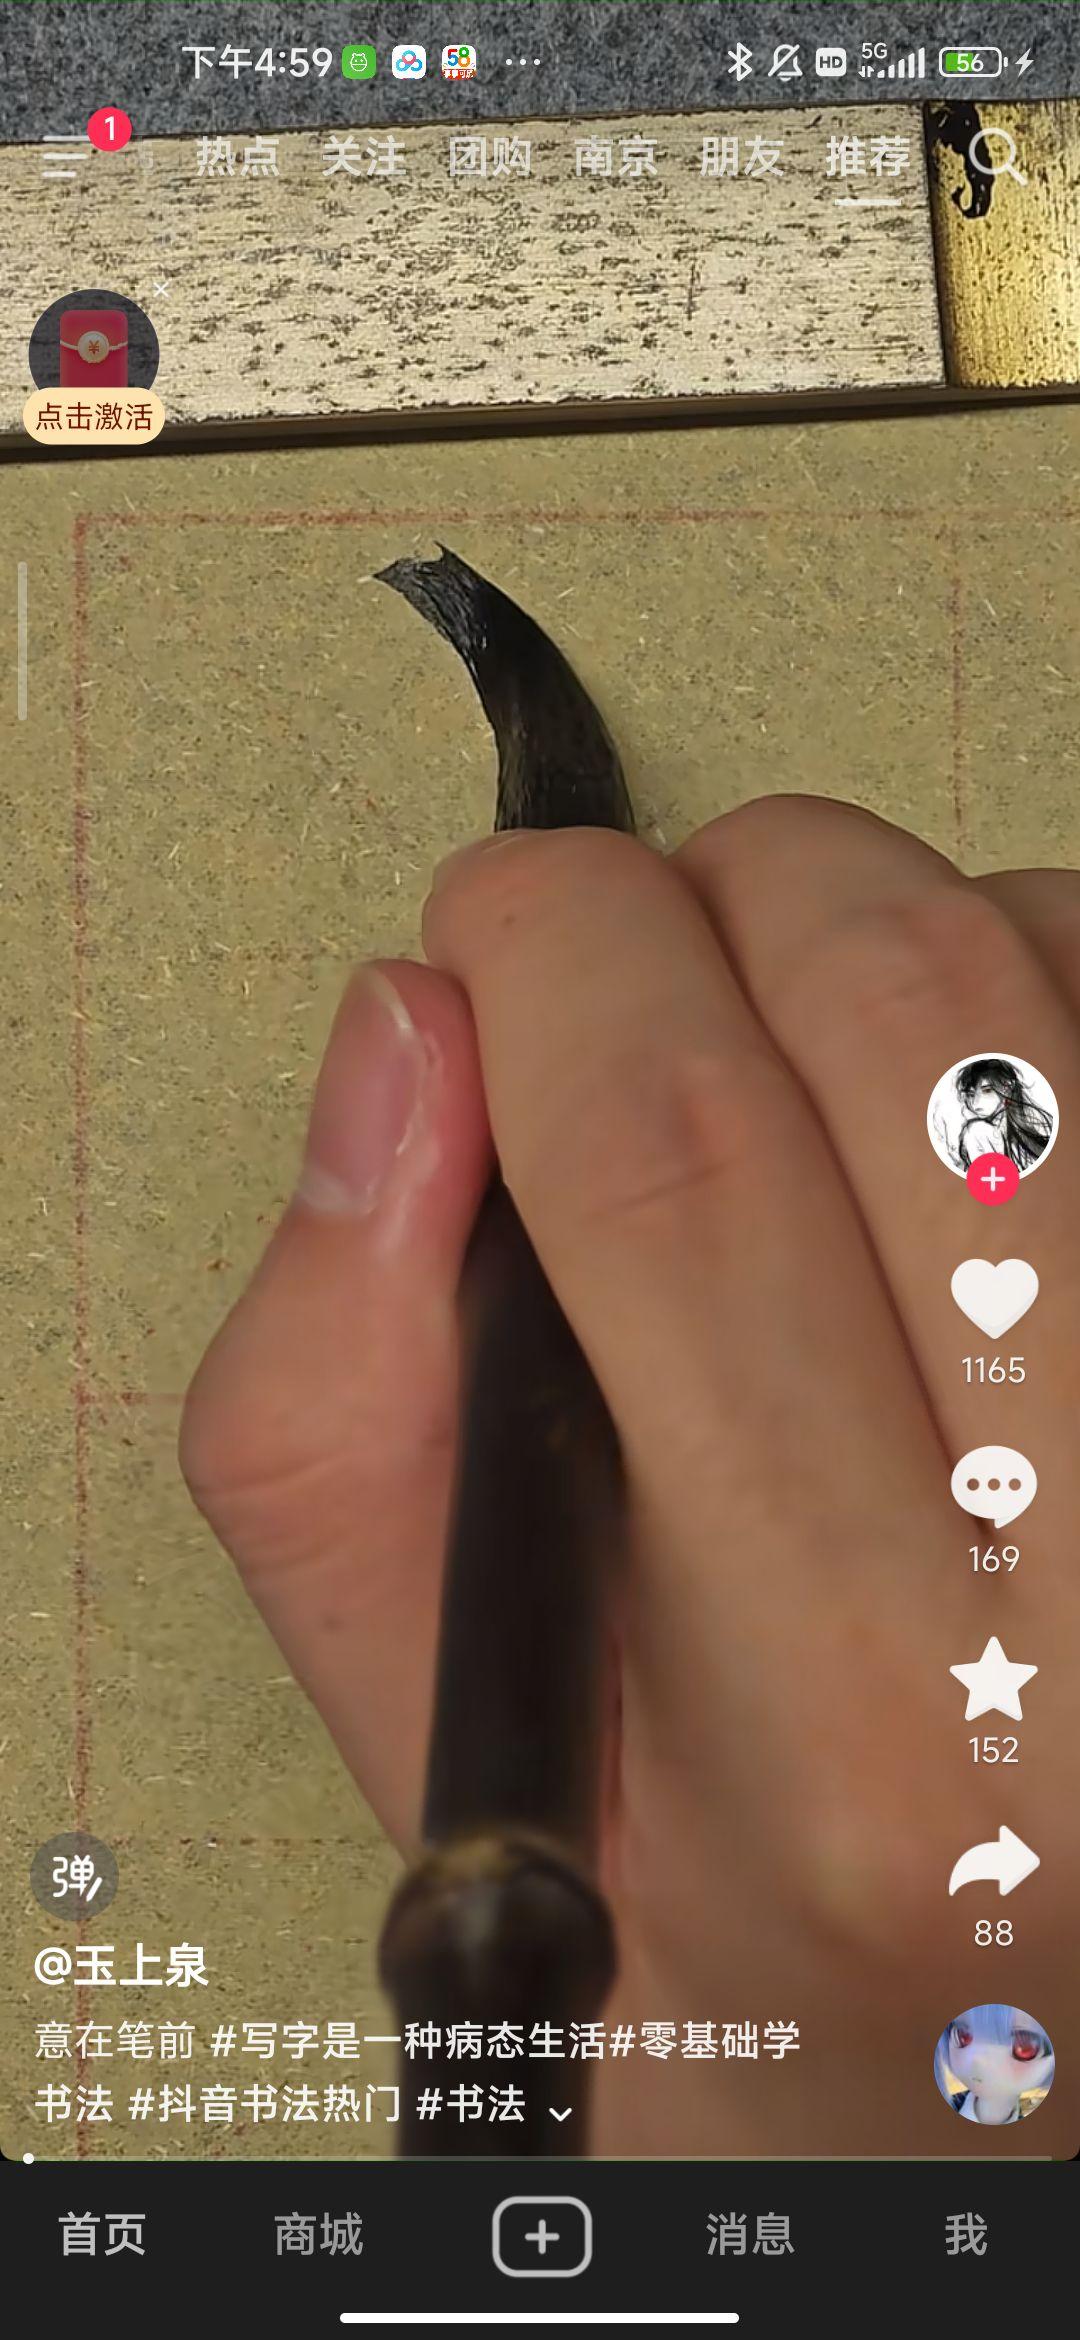 下午4:59 58 HD 5G 56
1 热点 关注 团购 南京 朋友 推荐
点击激活
1165
169
152
88
弹
@玉上泉
意在笔前 #写字是一种病态生活#零基础学
书法 #抖音书法热门 #书法
首页 商城 消息 我